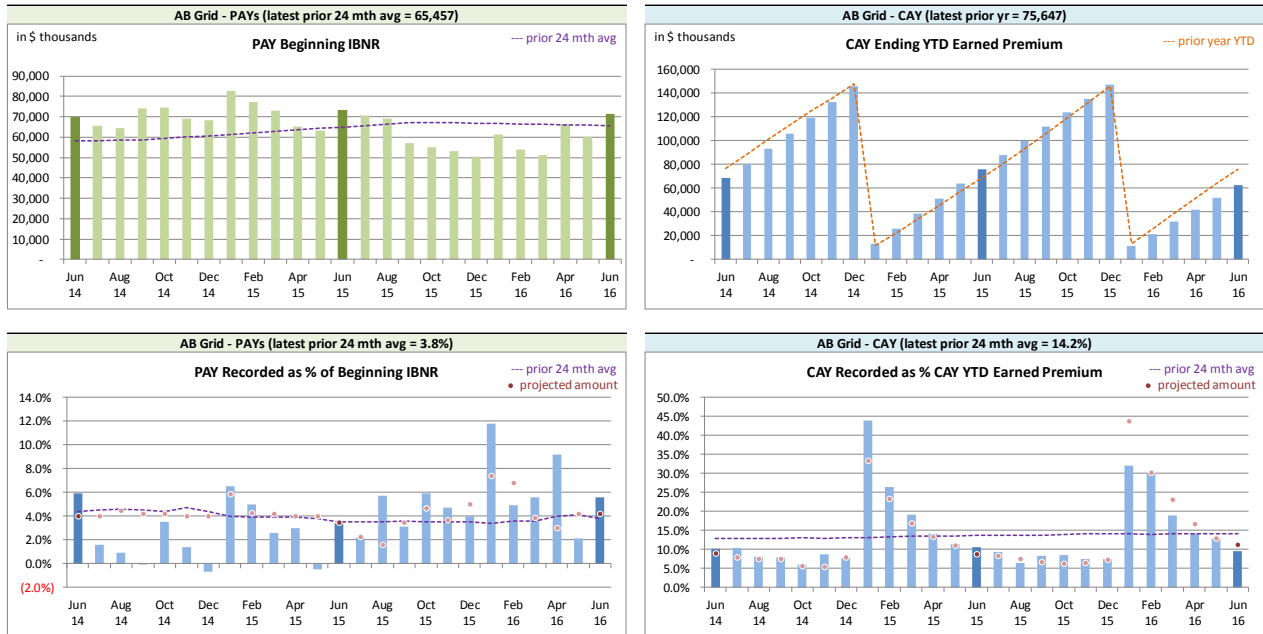 AB Grid - PAYs (latest prior 24 mth avg = 65,457)
in $ thousands
PAY Beginning IBNR
--- prior 24 mth avg
90,000
80,000
70,000
60,000
50,000
40,000
30,000
20,000
10,000
-
Jun Aug Oct Dec Feb Apr Jun Aug Oct Dec Feb Apr Jun
14 14 14 14 15 15 15 15 15 15 16 16 16
AB Grid - CAY (latest prior yr = 75,647)
in $ thousands
CAY Ending YTD Earned Premium
--- prior year YTD
160,000
140,000
120,000
100,000
80,000
60,000
40,000
20,000
-
Jun Aug Oct Dec Feb Apr Jun Aug Oct Dec Feb Apr Jun
14 14 14 14 15 15 15 15 15 15 16 16 16
AB Grid - PAYs (latest prior 24 mth avg = 3.8%)
PAY Recorded as % of Beginning IBNR
--- prior 24 mth avg
projected amount
14.0%
12.0%
10.0%
8.0%
6.0%
4.0%
2.0%
0.0%
(2.0%)
Jun Aug Oct Dec Feb Apr Jun Aug Oct Dec Feb Apr Jun
14 14 14 14 15 15 15 15 15 15 16 16 16
AB Grid - CAY (latest prior 24 mth avg = 14.2%)
CAY Recorded as % CAY YTD Earned Premium
--- prior 24 mth avg
projected amount
50.0%
45.0%
40.0%
35.0%
30.0%
25.0%
20.0%
15.0%
10.0%
5.0%
0.0%
Jun Aug Oct Dec Feb Apr Jun Aug Oct Dec Feb Apr Jun
14 14 14 14 15 15 15 15 15 15 16 16 16